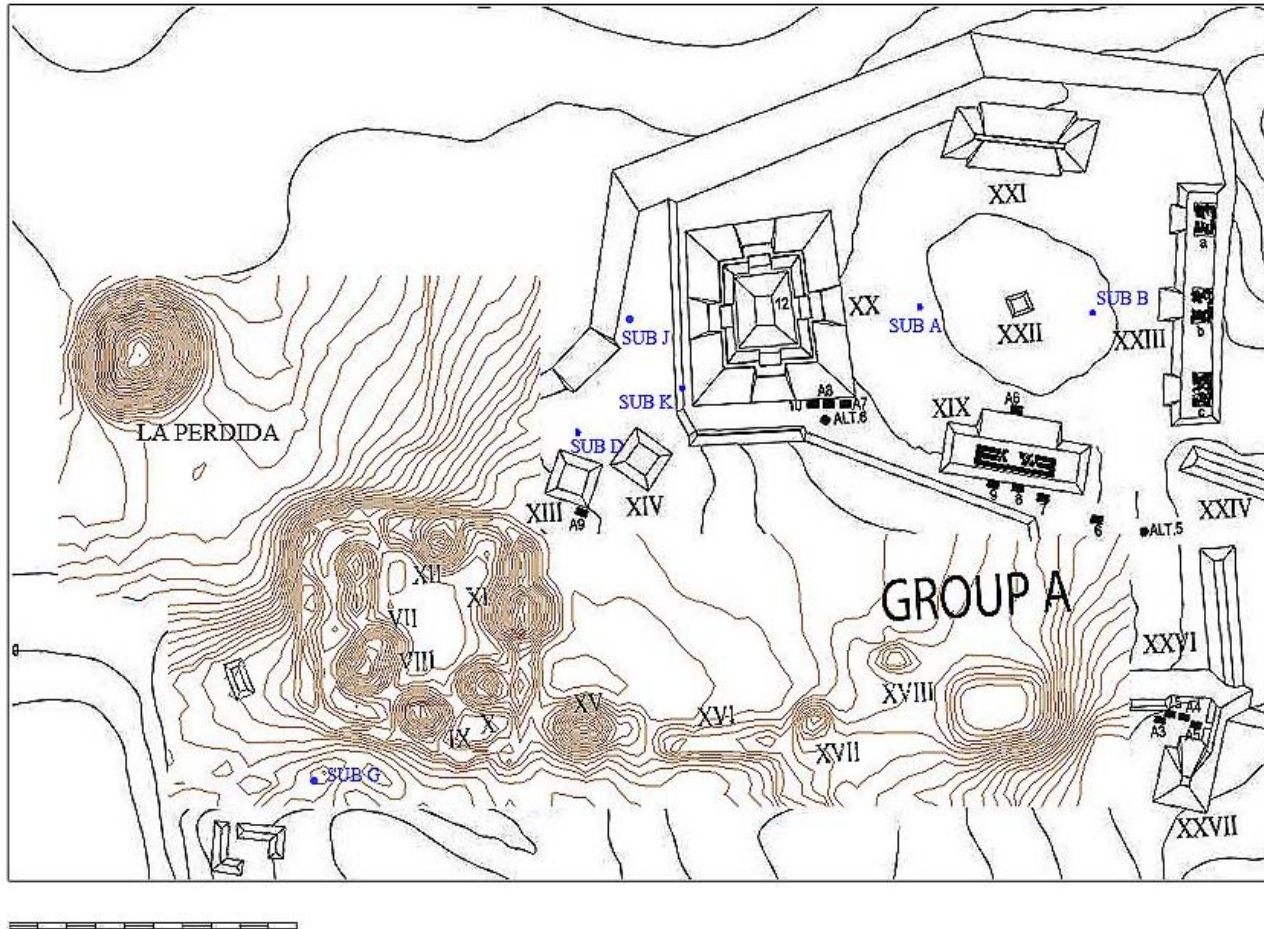 XXI
a
12
XX
SUB A
SUB B
XXII
XXIII
b
SUB J
LA PERDIDA
SUB K
10
A8
A7
ALT.6
XIX
A6
c
SUB D
XIII
XIV
A9
9
8
7
6
ALT.5
XXIV
GROUP A
XII
XI
VII
VIII
XV
XVI
XVIII
XXVI
IX
X
XVII
A3
A4
A5
SUB G
XXVII